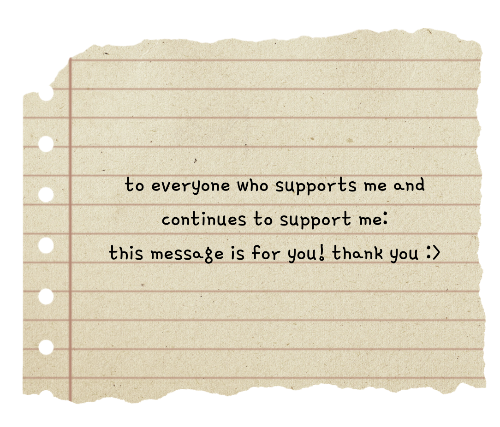 to everyone who supports me and
continues to support me:
this message is for you! thank you :>